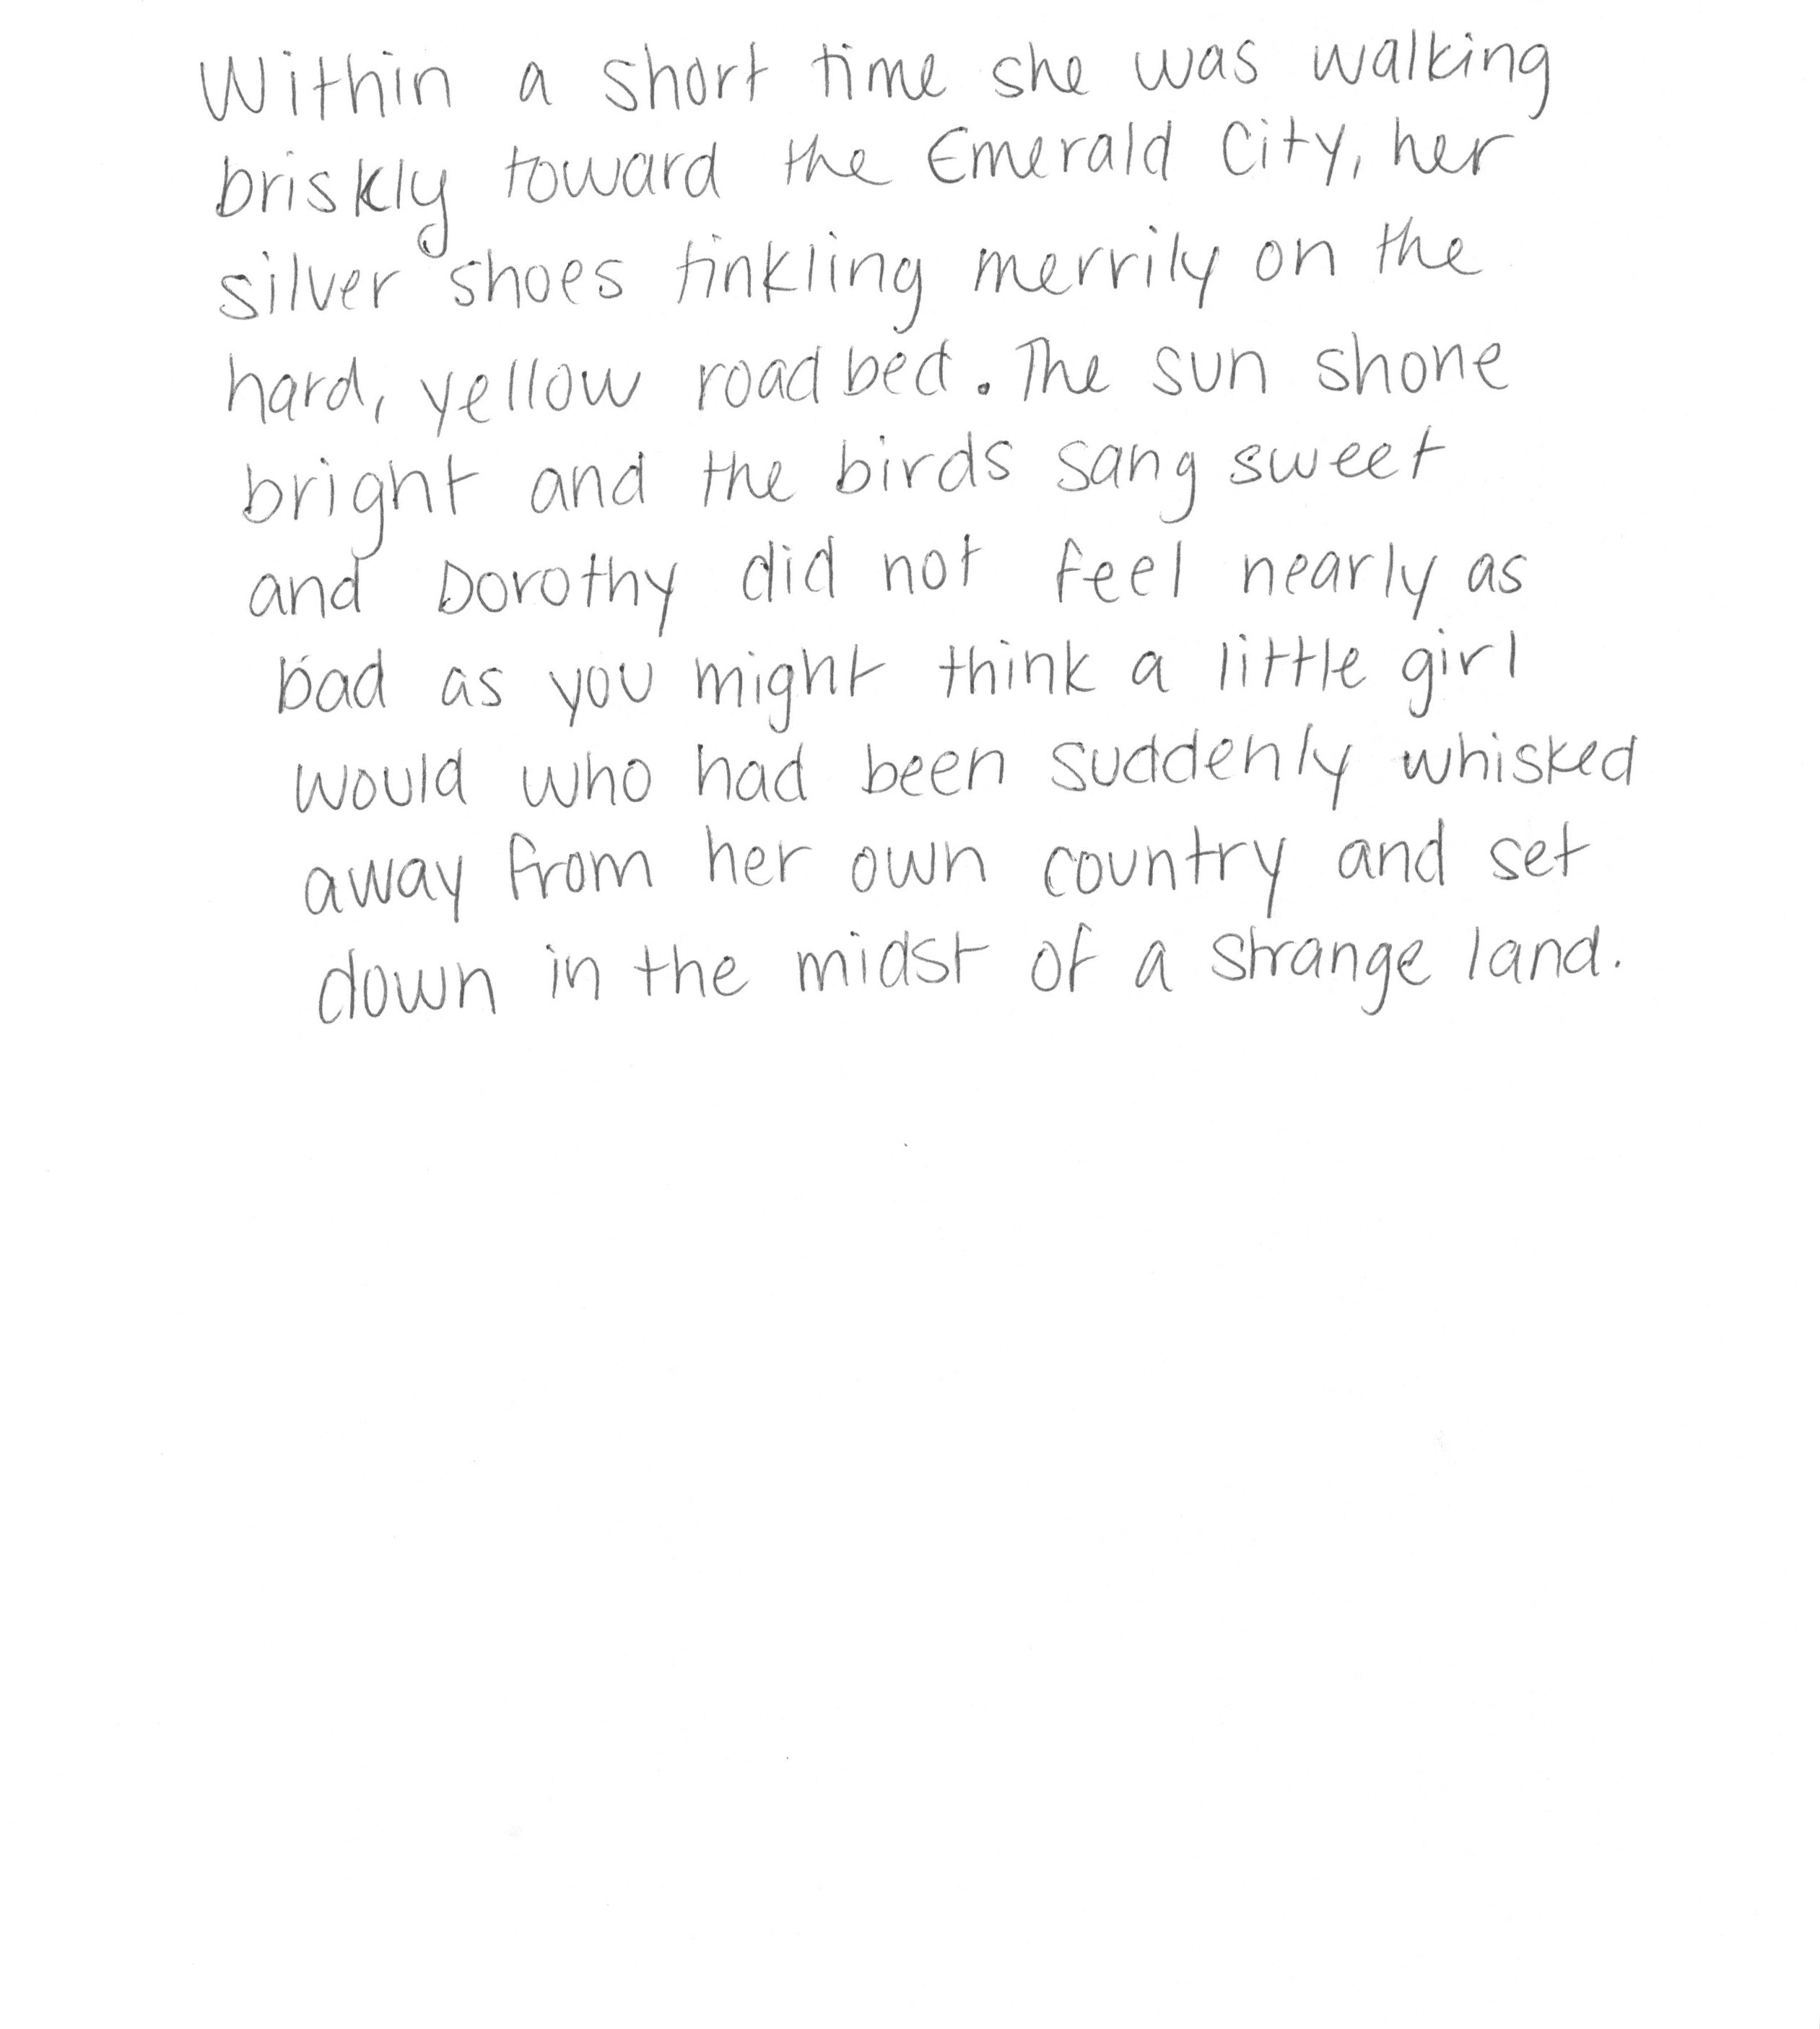 Within a short time she was walking
briskly toward the Emerald City, her
silver shoes tinkling merrily on the
hard, yellow roadbed. The sun shone
bright and the birds sang sweet
and Dorothy did not feel nearly as
bad as you might think a little girl
would who had been suddenly whisked
away from her own country and set
down in the midst of a strange land.